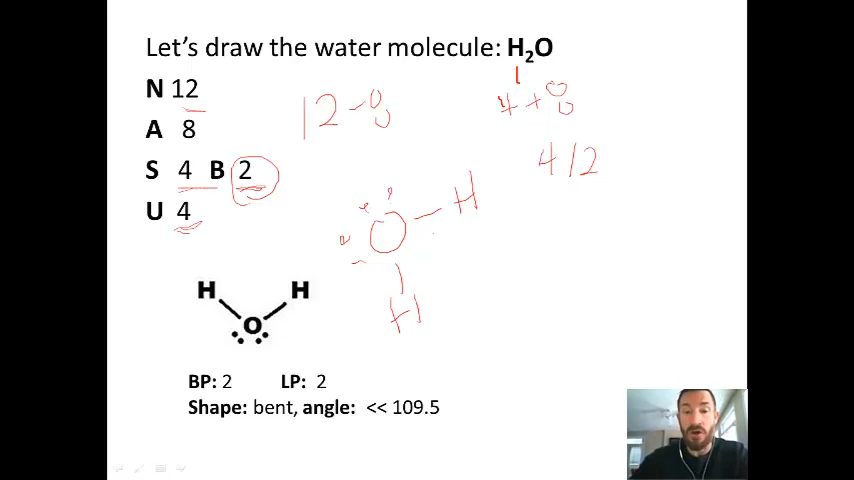 Let's draw the water molecule: H₂O
N 12
A 8
S 4 B 2
U 4
12 - 8
4 + 8
4/2
H
O
H
H H
O
BP: 2 LP: 2
Shape: bent, angle: << 109.5